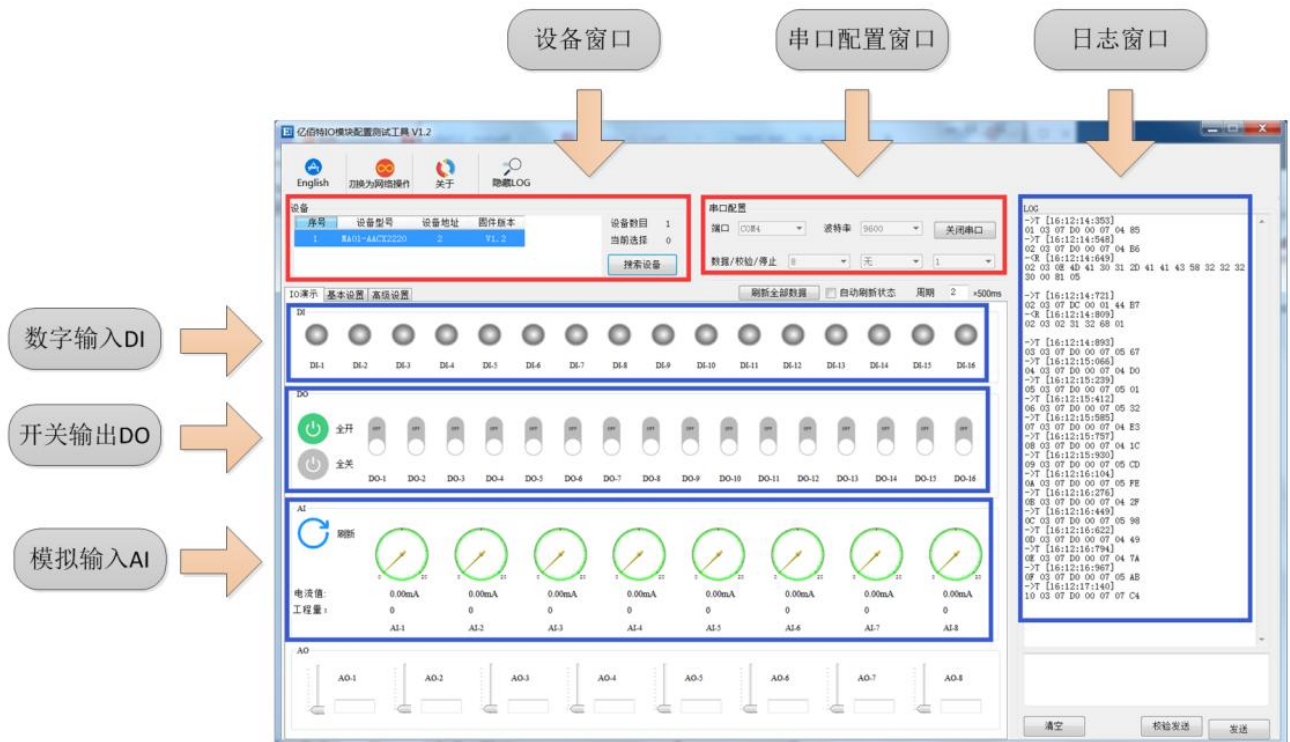 设备窗口
串口配置窗口
日志窗口
亿佰特IO模块配置测试工具 V1.2
English
切换为网络操作
关于
隐藏LOG
设备
序号 设备型号 设备地址 固件版本
1 MA01-AACX2220 2 V1.2
设备数目 1
当前选择 0
搜索设备
串口配置
端口 COM4 波特率 9600 关闭串口
数据/校验/停止 8 无 1
IO演示 基本设置 高级设置
刷新全部数据 自动刷新状态 周期 2 ×500ms
数字输入DI
DI
DI-1 DI-2 DI-3 DI-4 DI-5 DI-6 DI-7 DI-8 DI-9 DI-10 DI-11 DI-12 DI-13 DI-14 DI-15 DI-16
开关输出DO
DO
全开
OFF OFF OFF OFF OFF OFF OFF OFF OFF OFF OFF OFF OFF OFF OFF OFF
全关
DO-1 DO-2 DO-3 DO-4 DO-5 DO-6 DO-7 DO-8 DO-9 DO-10 DO-11 DO-12 DO-13 DO-14 DO-15 DO-16
模拟输入AI
AI
刷新
电流值: 0.00mA 0.00mA 0.00mA 0.00mA 0.00mA 0.00mA 0.00mA 0.00mA
工程量: 0 0 0 0 0 0 0 0
AI-1 AI-2 AI-3 AI-4 AI-5 AI-6 AI-7 AI-8
AO
AO-1 AO-2 AO-3 AO-4 AO-5 AO-6 AO-7 AO-8
LOG
->T [16:12:14:353]
01 03 07 D0 00 07 04 85
->T [16:12:14:548]
02 03 07 D0 00 07 04 B6
-<R [16:12:14:649]
02 03 0E 4D 41 30 31 2D 41 41 43 58 32 32 32
30 00 81 05
->T [16:12:14:721]
02 03 07 DC 00 01 44 B7
-<R [16:12:14:809]
02 03 02 31 32 68 01
->T [16:12:14:893]
03 03 07 D0 00 07 05 67
->T [16:12:15:066]
04 03 07 D0 00 07 04 D0
->T [16:12:15:239]
05 03 07 D0 00 07 05 01
->T [16:12:15:412]
06 03 07 D0 00 07 05 32
->T [16:12:15:585]
07 03 07 D0 00 07 04 E3
->T [16:12:15:757]
08 03 07 D0 00 07 04 1C
->T [16:12:15:930]
09 03 07 D0 00 07 05 CD
->T [16:12:16:104]
0A 03 07 D0 00 07 05 FE
->T [16:12:16:276]
0B 03 07 D0 00 07 04 2F
->T [16:12:16:449]
0C 03 07 D0 00 07 05 98
->T [16:12:16:622]
0D 03 07 D0 00 07 04 49
->T [16:12:16:794]
0E 03 07 D0 00 07 04 7A
->T [16:12:16:967]
0F 03 07 D0 00 07 05 AB
->T [16:12:17:140]
10 03 07 D0 00 07 07 C4
清空 校验发送 发送